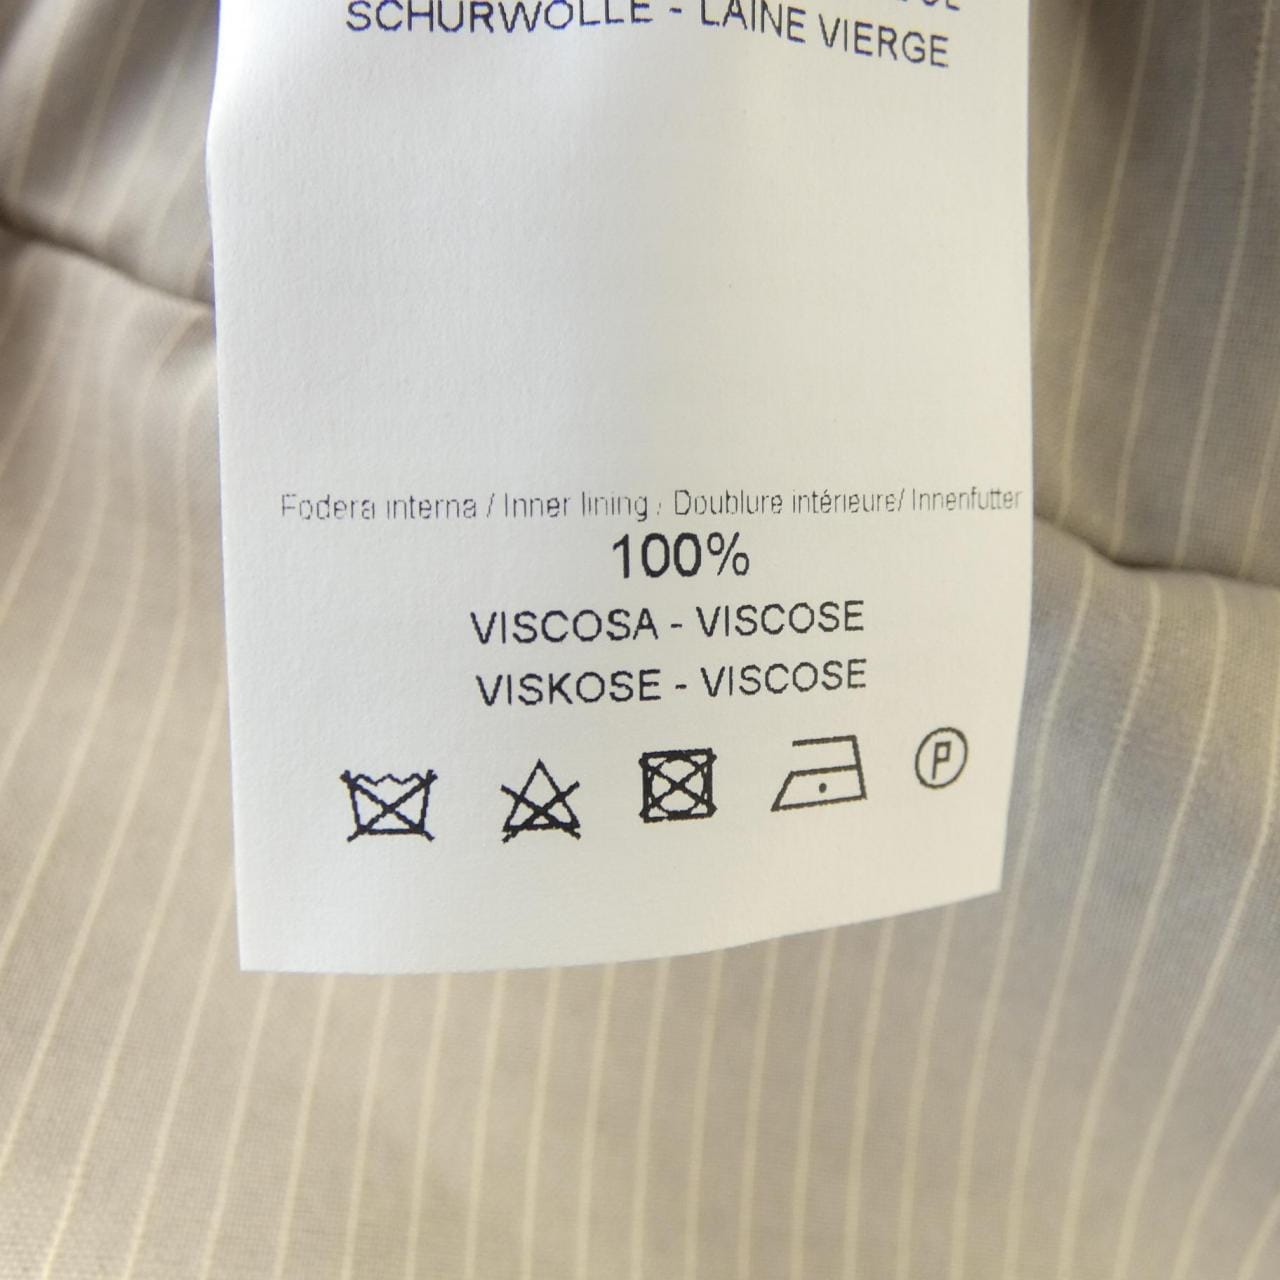 SCHURWOLLE - LAINE VIERGE
Fodera interna / Inner lining / Doublure intérieure/ Innenfutter
100%
VISCOSA - VISCOSE
VISKOSE - VISCOSE
P